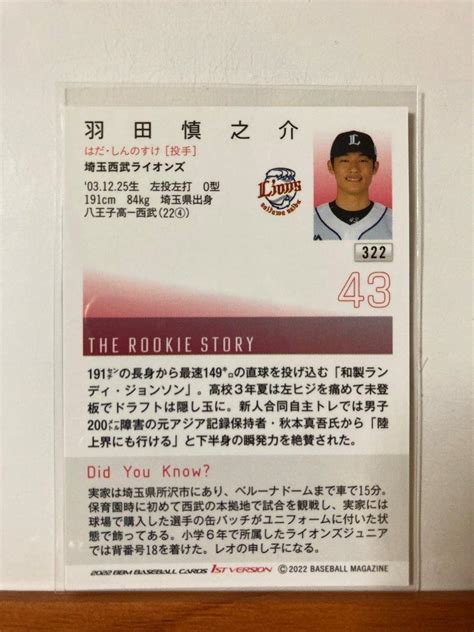 羽田慎之介
はだ・しんのすけ [投手]
埼玉西武ライオンズ
'03.12.25生 左投左打 O型
191cm 84kg 埼玉県出身
八王子高ー西武(22④)
Lions
saitama seibu
L
322
43
THE ROOKIE STORY
191㌢の長身から最速149㌔の直球を投げ込む「和製ラン
ディ・ジョンソン」。高校3年夏は左ヒジを痛めて未登
板でドラフトは隠し玉に。新人合同自主トレでは男子
200㍍障害の元アジア記録保持者・秋本真吾氏から「陸
上界にも行ける」と下半身の瞬発力を絶賛された。
Did You Know?
実家は埼玉県所沢市にあり、ベルーナドームまで車で15分。
保育園時に初めて西武の本拠地で試合を観戦し、実家には
球場で購入した選手の缶バッチがユニフォームに付いた状
態で飾ってある。小学6年で所属したライオンズジュニア
では背番号18を着けた。レオの申し子になる。
2022 BBM BASEBALL CARDS 1ST VERSION ©2022 BASEBALL MAGAZINE